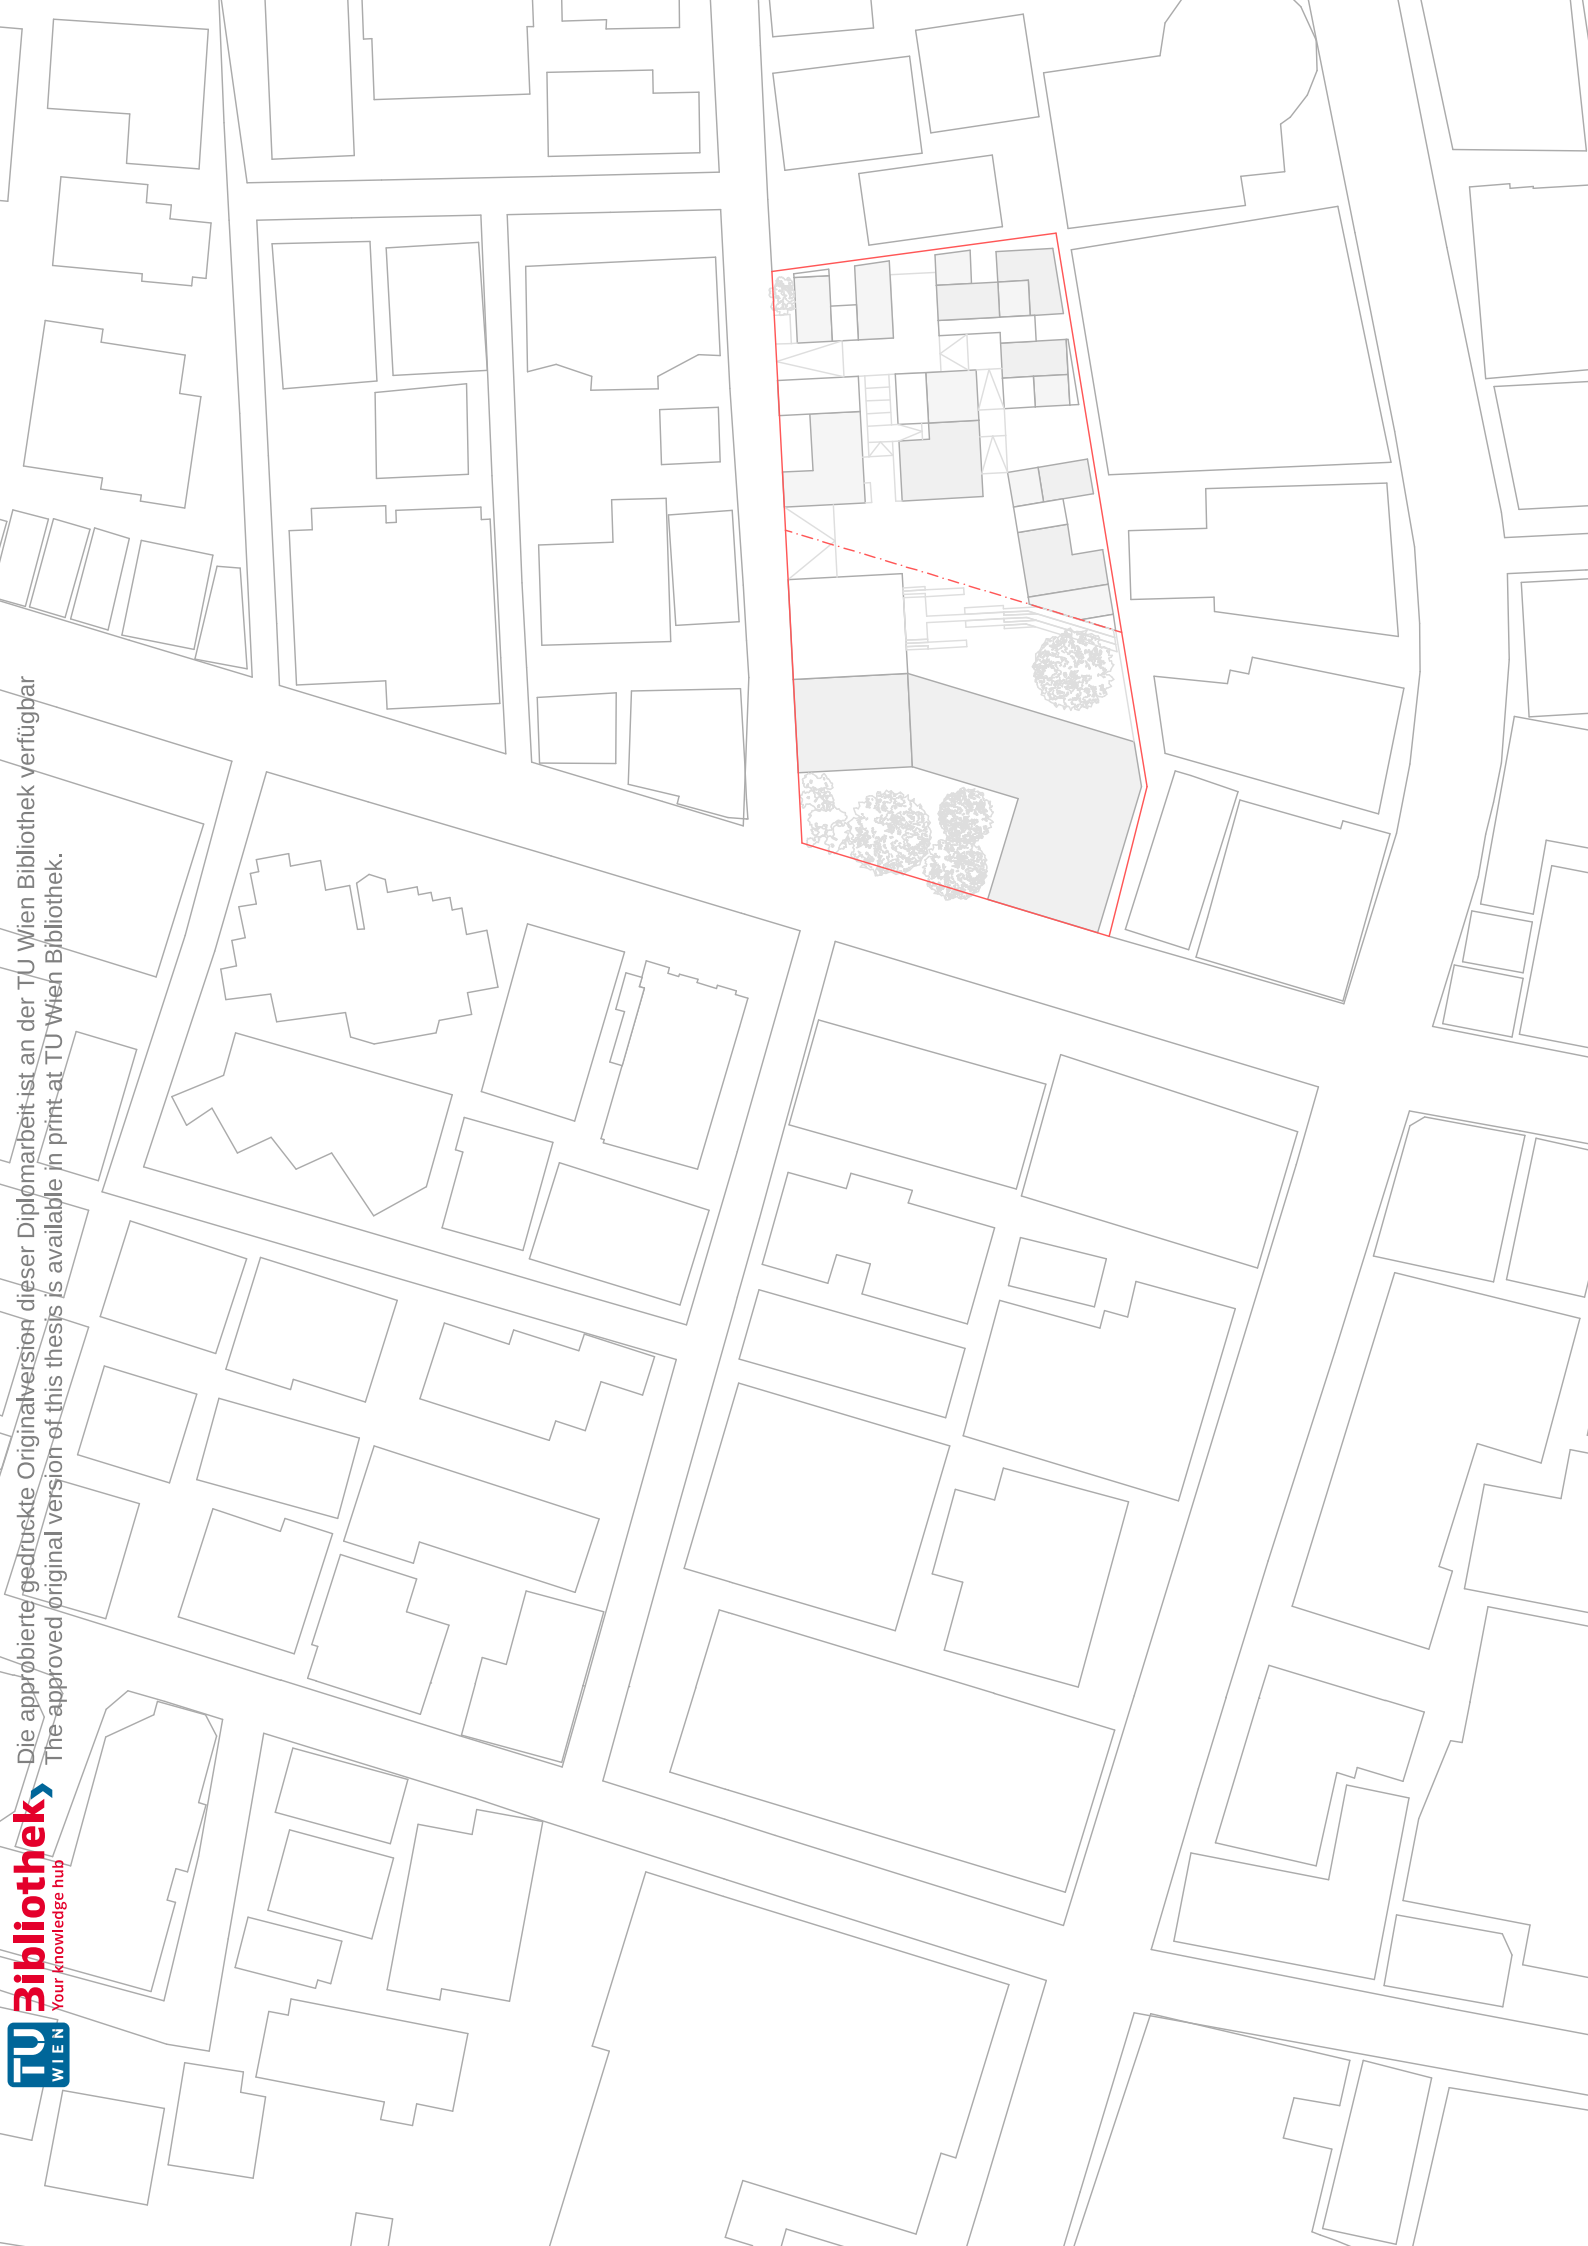 Die approbierte gedruckte Originalversion dieser Diplomarbeit ist an der TU Wien Bibliothek verfügbar
The approved original version of this thesis is available in print at TU Wien Bibliothek.
Bibliothek
Your knowledge hub
TU
WIEN